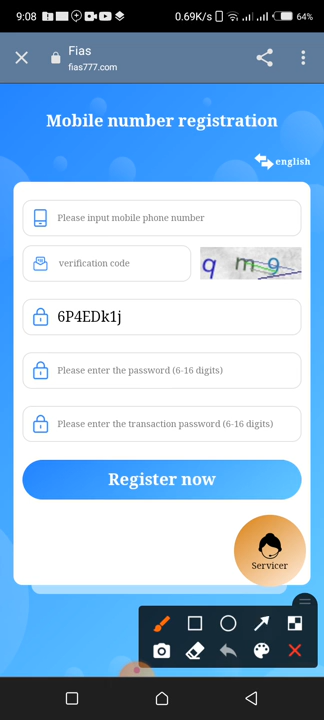 9:08
0.69K/s
64%
Fias
fias777.com
Mobile number registration
english
Please input mobile phone number
verification code
q m 9
6P4EDk1j
Please enter the password (6-16 digits)
Please enter the transaction password (6-16 digits)
Register now
Servicer